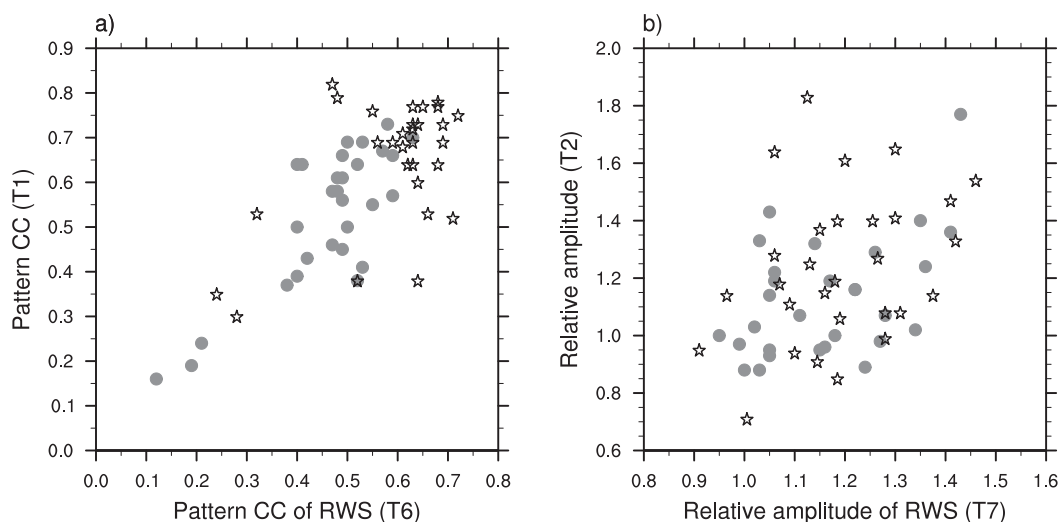 a)
0.9
0.8
0.7
0.6
0.5
0.4
0.3
0.2
0.1
0.0
Pattern CC (T1)
0.0 0.1 0.2 0.3 0.4 0.5 0.6 0.7 0.8
Pattern CC of RWS (T6)
b)
2.0
1.8
1.6
1.4
1.2
1.0
0.8
0.6
Relative amplitude (T2)
0.8 0.9 1.0 1.1 1.2 1.3 1.4 1.5 1.6
Relative amplitude of RWS (T7)